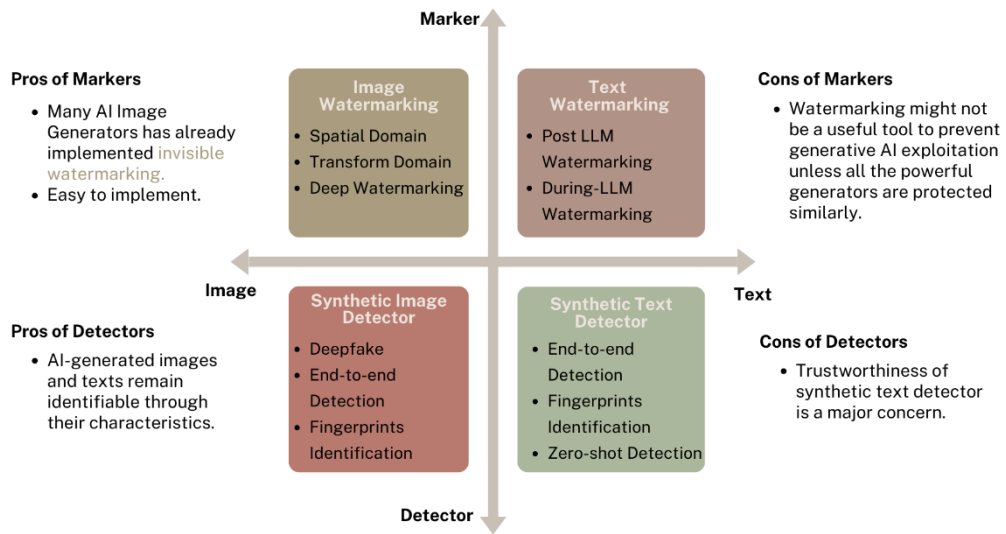 Marker
Pros of Markers
• Many AI Image
Generators has already
implemented invisible
watermarking.
• Easy to implement.
Image
Watermarking
• Spatial Domain
• Transform Domain
• Deep Watermarking
Text
Watermarking
• Post LLM
Watermarking
• During-LLM
Watermarking
Cons of Markers
• Watermarking might not
be a useful tool to prevent
generative AI exploitation
unless all the powerful
generators are protected
similarly.
Image
Text
Pros of Detectors
• AI-generated images
and texts remain
identifiable through
their characteristics.
Synthetic Image
Detector
• Deepfake
• End-to-end
Detection
• Fingerprints
Identification
Synthetic Text
Detector
• End-to-end
Detection
• Fingerprints
Identification
• Zero-shot Detection
Cons of Detectors
• Trustworthiness of
synthetic text detector
is a major concern.
Detector